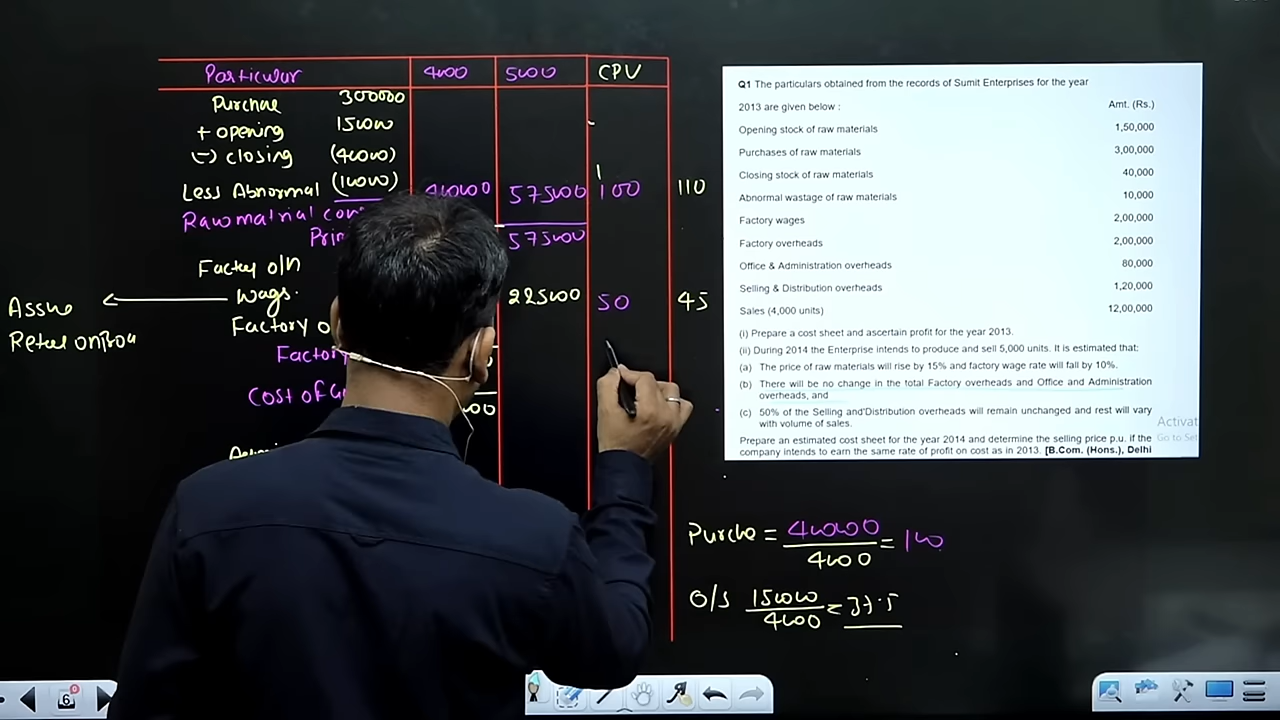 Particular 4000 5000 CPU
Purchase 300000
+ opening 150000
(-) closing (40000)
Less Abnormal (10000) 400000 575000 100 110
Raw matrial con
Prim 575000
Factory o/h
Assume
wages. 225000 50 45
Factory o
Factor
Cost of G
00
Q1 The particulars obtained from the records of Sumit Enterprises for the year
2013 are given below : Amt. (Rs.)
Opening stock of raw materials 1,50,000
Purchases of raw materials 3,00,000
Closing stock of raw materials 40,000
Abnormal wastage of raw materials 10,000
Factory wages 2,00,000
Factory overheads 2,00,000
Office & Administration overheads 80,000
Selling & Distribution overheads 1,20,000
Sales (4,000 units) 12,00,000
(i) Prepare a cost sheet and ascertain profit for the year 2013.
(ii) During 2014 the Enterprise intends to produce and sell 5,000 units. It is estimated that:
(a) The price of raw materials will rise by 15% and factory wage rate will fall by 10%.
(b) There will be no change in the total Factory overheads and Office and Administration
overheads, and
(c) 50% of the Selling and'Distribution overheads will remain unchanged and rest will vary
with volume of sales.
Prepare an estimated cost sheet for the year 2014 and determine the selling price p.u. if the
company intends to earn the same rate of profit on cost as in 2013. [B.Com. (Hons.), Delhi
Activat
Go to Set
Purcha = 400000 = 100
4000
O/S 150000 = 37.5
4000
6